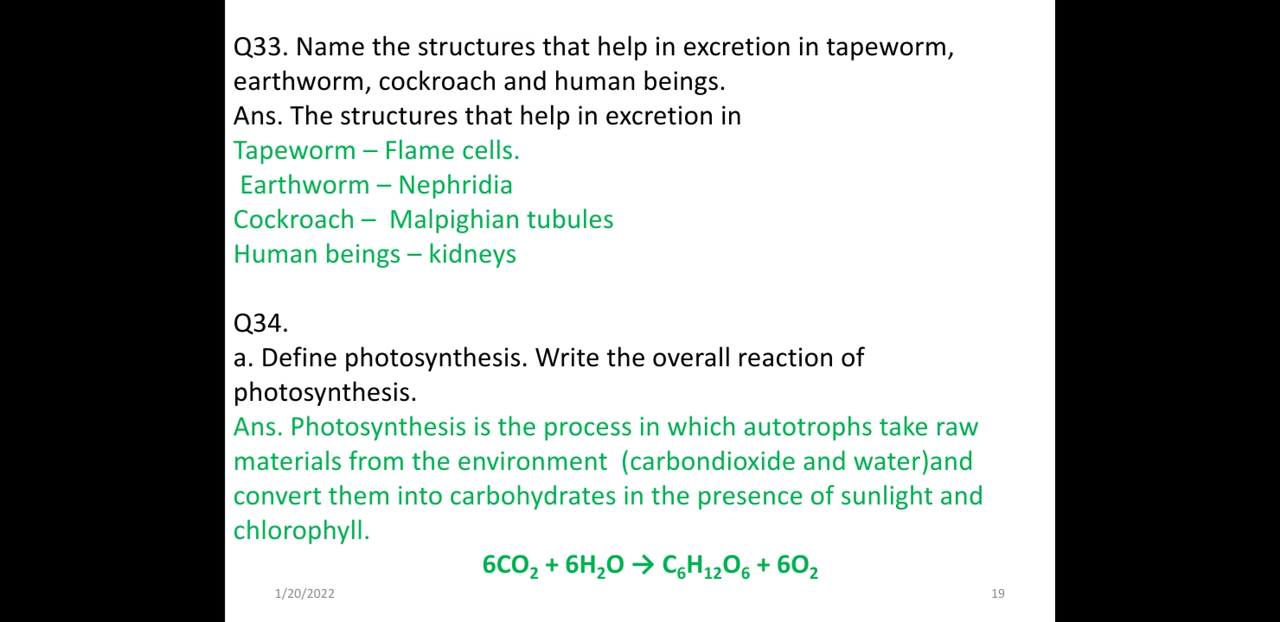 Q33. Name the structures that help in excretion in tapeworm,
earthworm, cockroach and human beings.
Ans. The structures that help in excretion in
Tapeworm – Flame cells.
Earthworm – Nephridia
Cockroach –  Malpighian tubules
Human beings – kidneys
Q34.
a. Define photosynthesis. Write the overall reaction of
photosynthesis.
Ans. Photosynthesis is the process in which autotrophs take raw
materials from the environment  (carbondioxide and water)and
convert them into carbohydrates in the presence of sunlight and
chlorophyll.
6CO₂ + 6H₂O → C₆H₁₂O₆ + 6O₂
1/20/2022 19